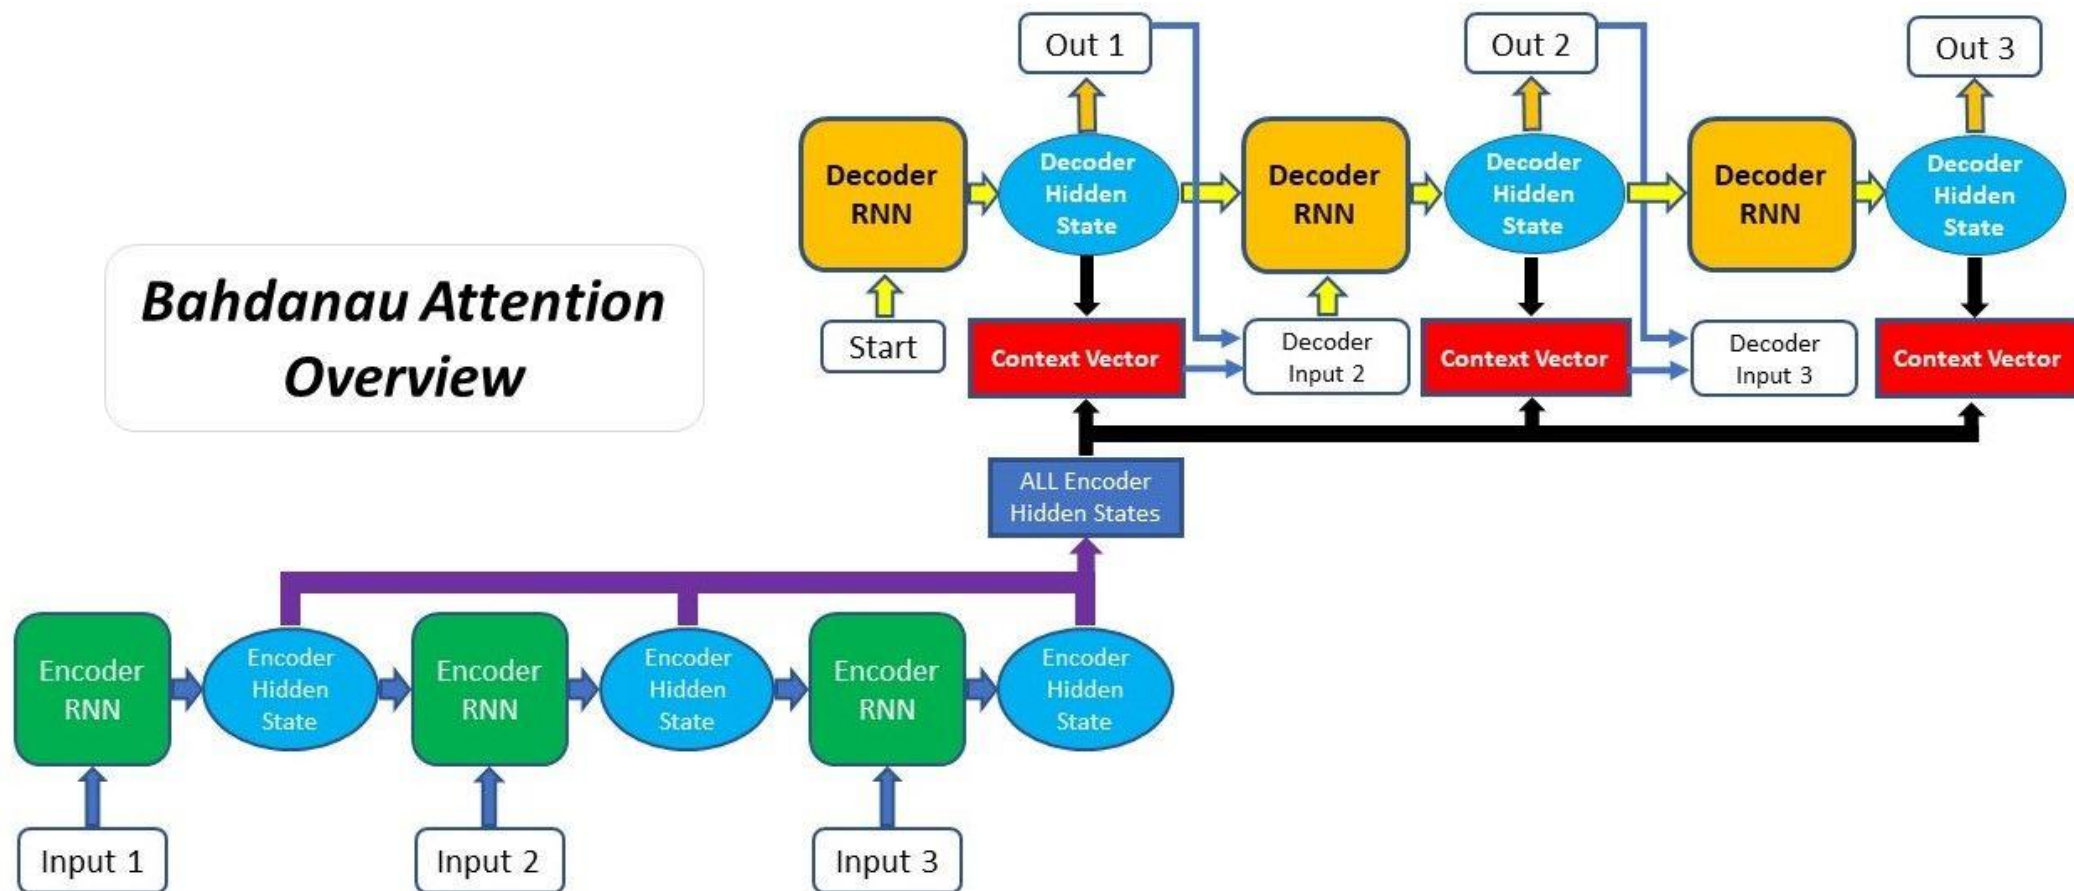 Out 1
Out 2
Out 3
Decoder
RNN
Decoder
Hidden
State
Decoder
RNN
Decoder
Hidden
State
Decoder
RNN
Decoder
Hidden
State
Bahdanau Attention
Overview
Start
Context Vector
Decoder
Input 2
Context Vector
Decoder
Input 3
Context Vector
ALL Encoder
Hidden States
Encoder
RNN
Encoder
Hidden
State
Encoder
RNN
Encoder
Hidden
State
Encoder
RNN
Encoder
Hidden
State
Input 1
Input 2
Input 3